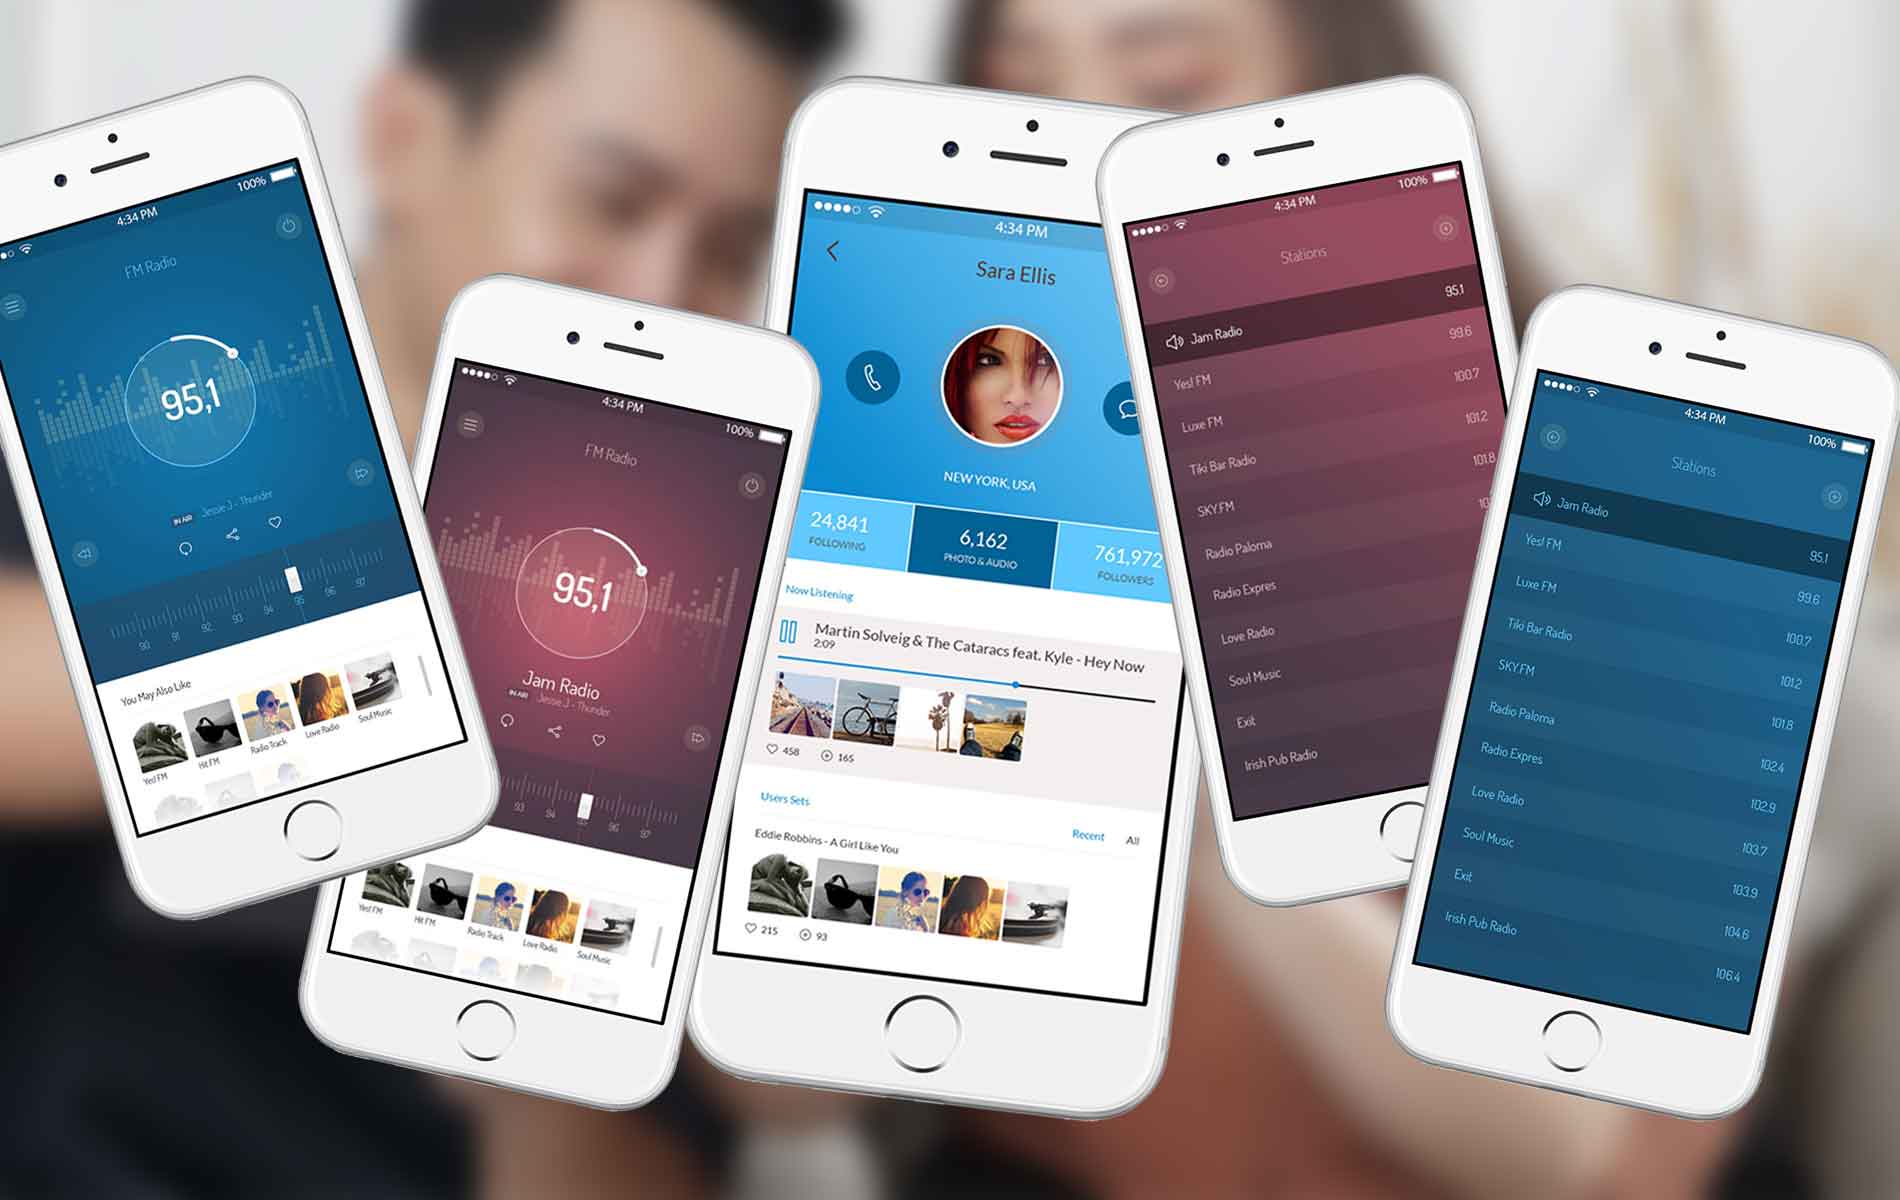 100%
4:34 PM
FM Radio
95,1
IN AIR Jessie J - Thunder
90 91 92 93 94 95 96 97
You May Also Like
Yes! FM Hit FM Radio Track Love Radio Soul Music
4:34 PM
100%
FM Radio
95,1
Jam Radio
IN AIR Jessie J - Thunder
93 94 95 96 97
Yes! FM Hit FM Radio Track Love Radio Soul Music
4:34 PM
Sara Ellis
NEW YORK, USA
24,841 6,162 761,972
FOLLOWING PHOTO & AUDIO FOLLOWERS
Now Listening
Martin Solveig & The Cataracs feat. Kyle - Hey Now
2:09
458 165
Users Sets
Recent All
Eddie Robbins - A Girl Like You
215 93
4:34 PM 100%
Stations
Jam Radio 95.1
Yes! FM 99.6
Luxe FM 100.7
Tiki Bar Radio 101.2
SKY.FM 101.8
Radio Paloma 10
Radio Expres
Love Radio
Soul Music
Exit
Irish Pub Radio
4:34 PM 100%
Stations
Jam Radio 95.1
Yes! FM 99.6
Luxe FM 100.7
Tiki Bar Radio 101.2
SKY.FM 101.8
Radio Paloma 102.4
Radio Expres 102.9
Love Radio 103.7
Soul Music 103.9
Exit 104.6
Irish Pub Radio 106.4